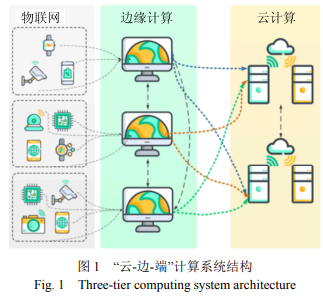 物联网 边缘计算 云计算
图 1 “云-边-端”计算系统结构
Fig. 1 Three-tier computing system architecture